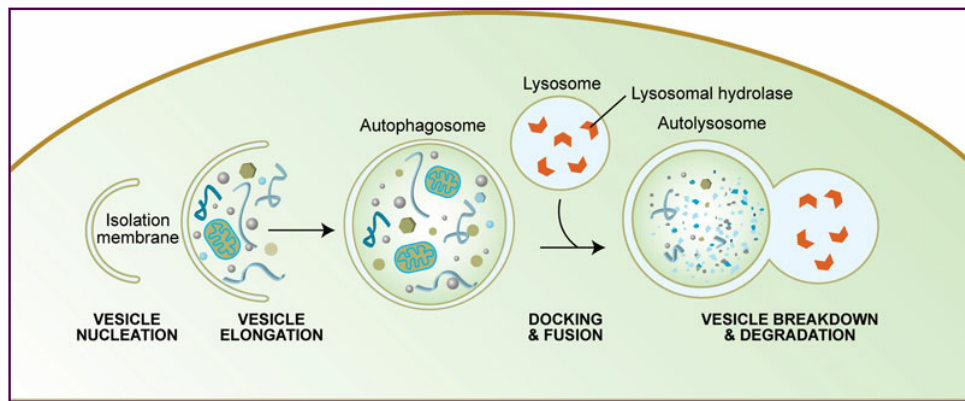 Lysosome
Lysosomal hydrolase
Autophagosome
Autolysosome
Isolation
membrane
VESICLE
NUCLEATION
VESICLE
ELONGATION
DOCKING
& FUSION
VESICLE BREAKDOWN
& DEGRADATION